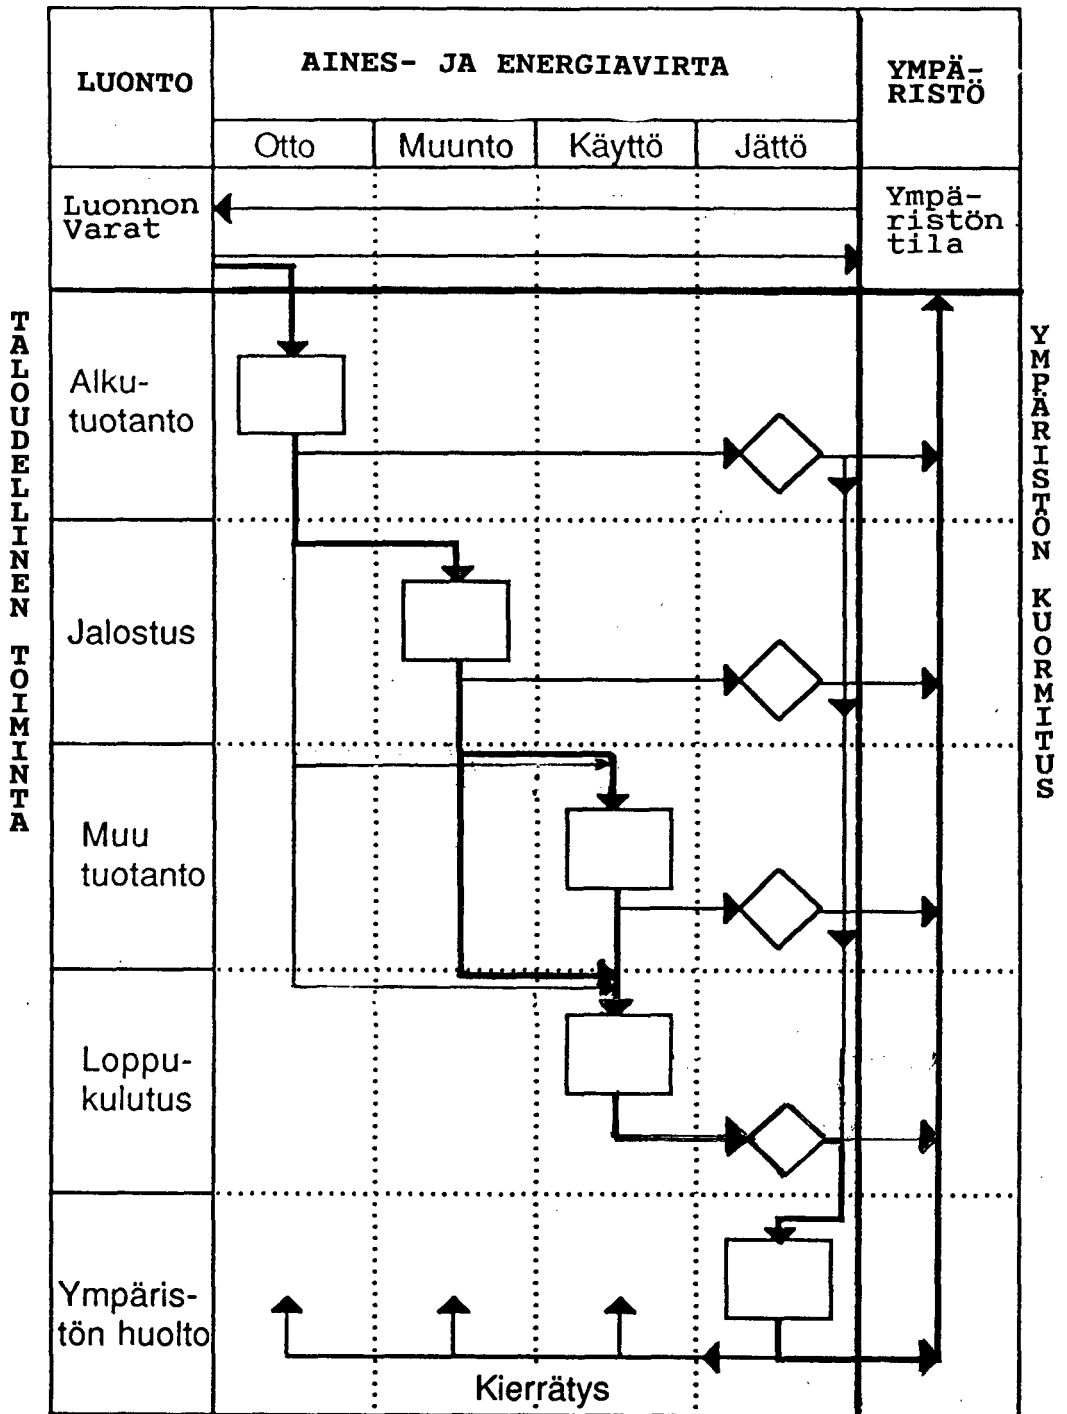 LUONTO
AINES- JA ENERGIAVIRTA
YMPÄ-
RISTÖ
Otto
Muunto
Käyttö
Jättö
Luonnon
Varat
Ympä-
ristön
tila
TALOUDELLINEN TOIMINTA
YMPÄRISTÖN KUORMITUS
Alku-
tuotanto
Jalostus
Muu
tuotanto
Loppu-
kulutus
Ympäris-
tön huolto
Kierrätys